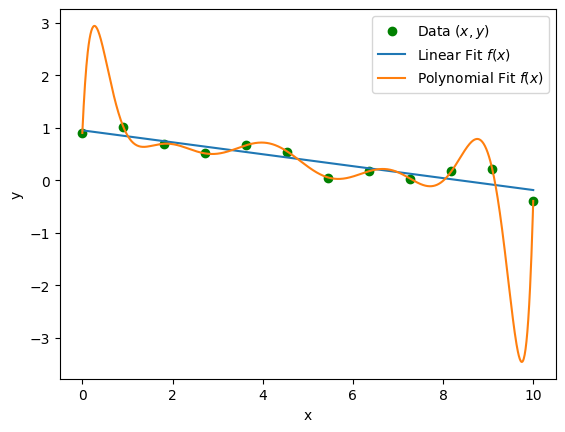 3
2
1
0
−1
−2
−3
y
0
2
4
6
8
10
x
Data (x, y)
Linear Fit f(x)
Polynomial Fit f(x)